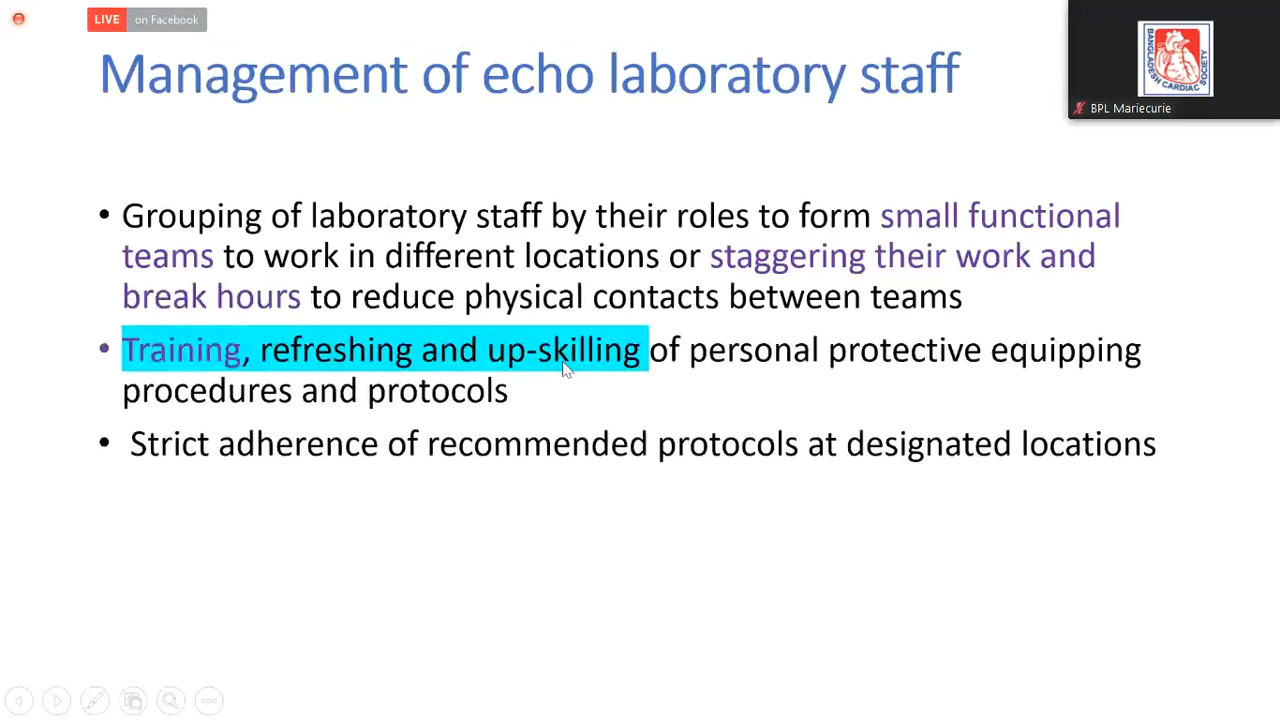 LIVE on Facebook
Management of echo laboratory staff
BANGLADESH CARDIAC SOCIETY
BPL Mariecurie
• Grouping of laboratory staff by their roles to form small functional
teams to work in different locations or staggering their work and
break hours to reduce physical contacts between teams
• Training, refreshing and up-skilling of personal protective equipping
procedures and protocols
• Strict adherence of recommended protocols at designated locations